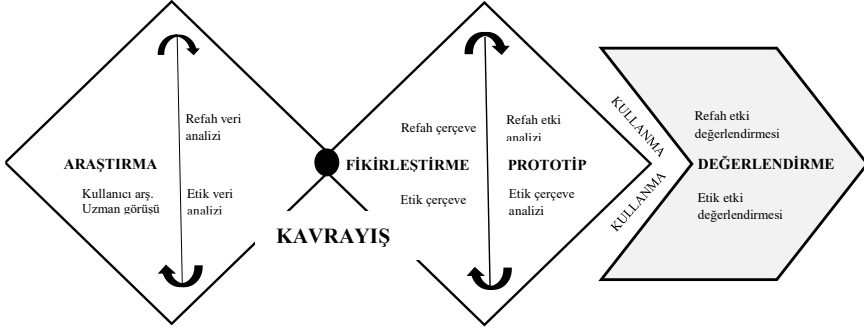 ARAŞTIRMA
Kullanıcı arş.
Uzman görüşü
Refah veri
analizi
Etik veri
analizi
KAVRAYIŞ
Refah çerçeve
FİKİRLEŞTİRME
Etik çerçeve
Refah etki
analizi
PROTOTİP
Etik çerçeve
analizi
KULLANMA
KULLANMA
Refah etki
değerlendirmesi
DEĞERLENDİRME
Etik etki
değerlendirmesi